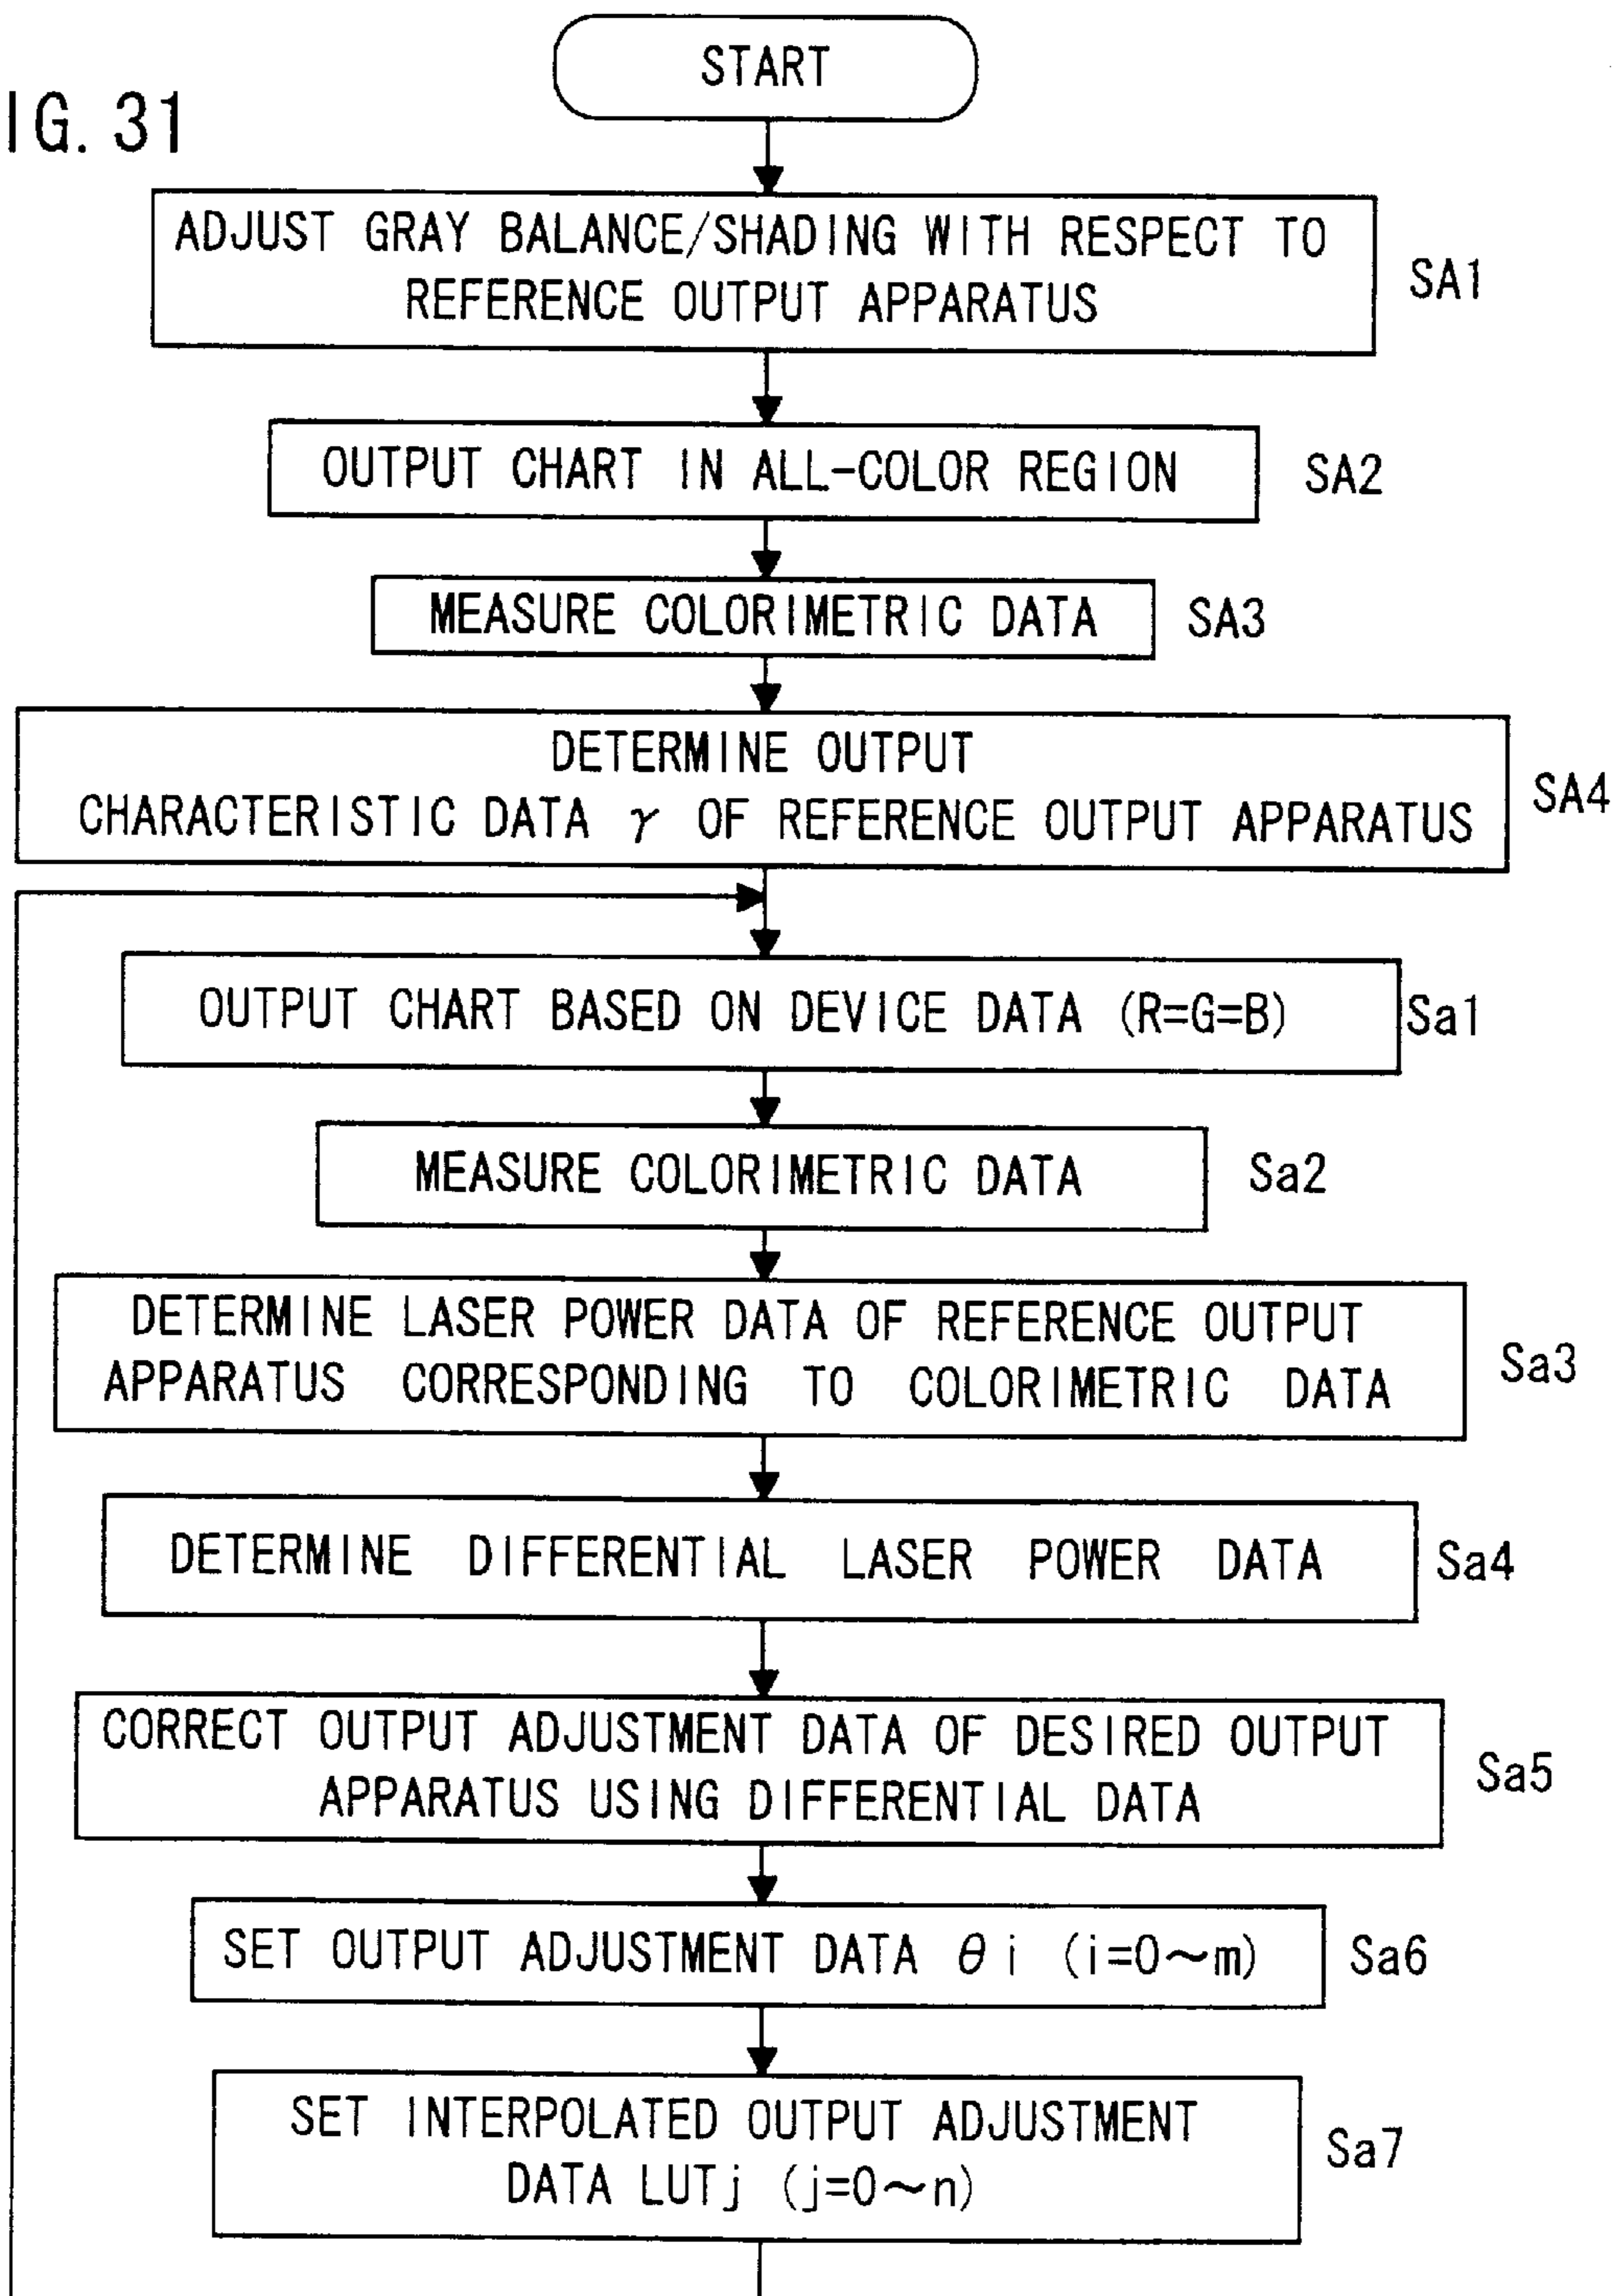 START
IG. 31
ADJUST GRAY BALANCE/SHADING WITH RESPECT TO
REFERENCE OUTPUT APPARATUS
SA1
OUTPUT CHART IN ALL-COLOR REGION
SA2
MEASURE COLORIMETRIC DATA
SA3
DETERMINE OUTPUT
CHARACTERISTIC DATA γ OF REFERENCE OUTPUT APPARATUS
SA4
OUTPUT CHART BASED ON DEVICE DATA (R=G=B)
Sa1
MEASURE COLORIMETRIC DATA
Sa2
DETERMINE LASER POWER DATA OF REFERENCE OUTPUT
APPARATUS CORRESPONDING TO COLORIMETRIC DATA
Sa3
DETERMINE DIFFERENTIAL LASER POWER DATA
Sa4
CORRECT OUTPUT ADJUSTMENT DATA OF DESIRED OUTPUT
APPARATUS USING DIFFERENTIAL DATA
Sa5
SET OUTPUT ADJUSTMENT DATA θi (i=0~m)
Sa6
SET INTERPOLATED OUTPUT ADJUSTMENT
DATA LUTj (j=0~n)
Sa7